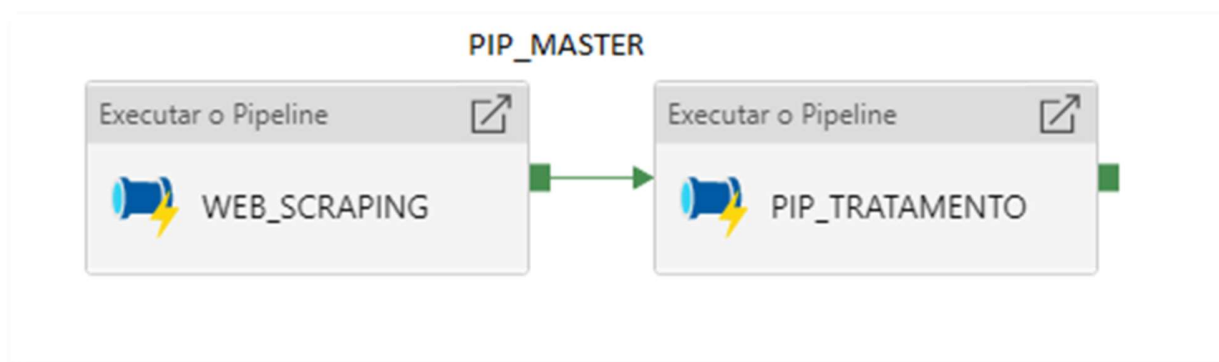 PIP_MASTER
Executar o Pipeline
WEB_SCRAPING
Executar o Pipeline
PIP_TRATAMENTO